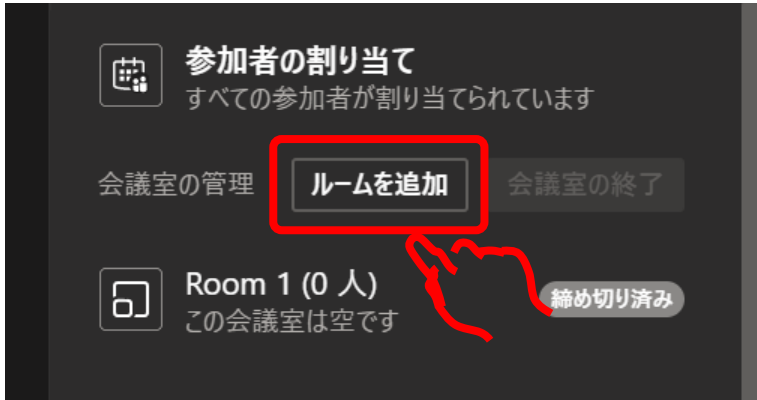 参加者の割り当て
すべての参加者が割り当てられています
会議室の管理 ルームを追加 会議室の終了
Room 1 (0 人)
この会議室は空です
締め切り済み